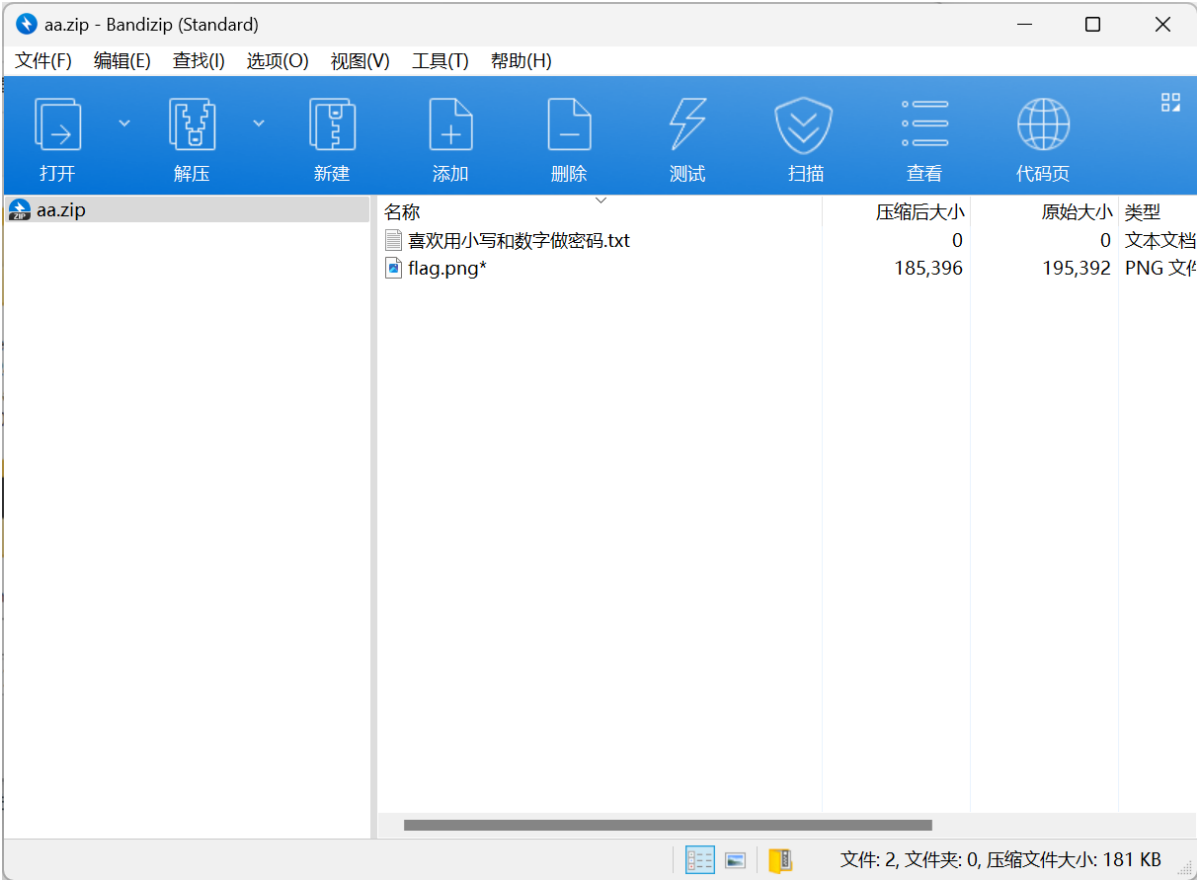 aa.zip - Bandizip (Standard)
文件(F) 编辑(E) 查找(I) 选项(O) 视图(V) 工具(T) 帮助(H)
打开 解压 新建 添加 删除 测试 扫描 查看 代码页
aa.zip
名称 压缩后大小 原始大小 类型
喜欢用小写和数字做密码.txt 0 0 文本文档
flag.png* 185,396 195,392 PNG 文件
文件: 2, 文件夹: 0, 压缩文件大小: 181 KB